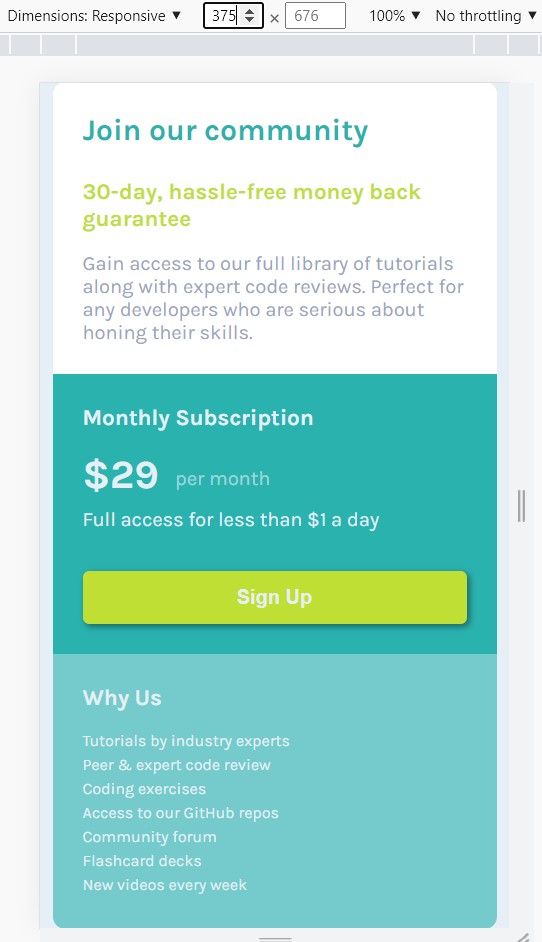 Dimensions: Responsive ▼ 375 × 676 100% ▼ No throttling ▼
Join our community
30-day, hassle-free money back
guarantee
Gain access to our full library of tutorials
along with expert code reviews. Perfect for
any developers who are serious about
honing their skills.
Monthly Subscription
$29 per month
Full access for less than $1 a day
Sign Up
Why Us
Tutorials by industry experts
Peer & expert code review
Coding exercises
Access to our GitHub repos
Community forum
Flashcard decks
New videos every week